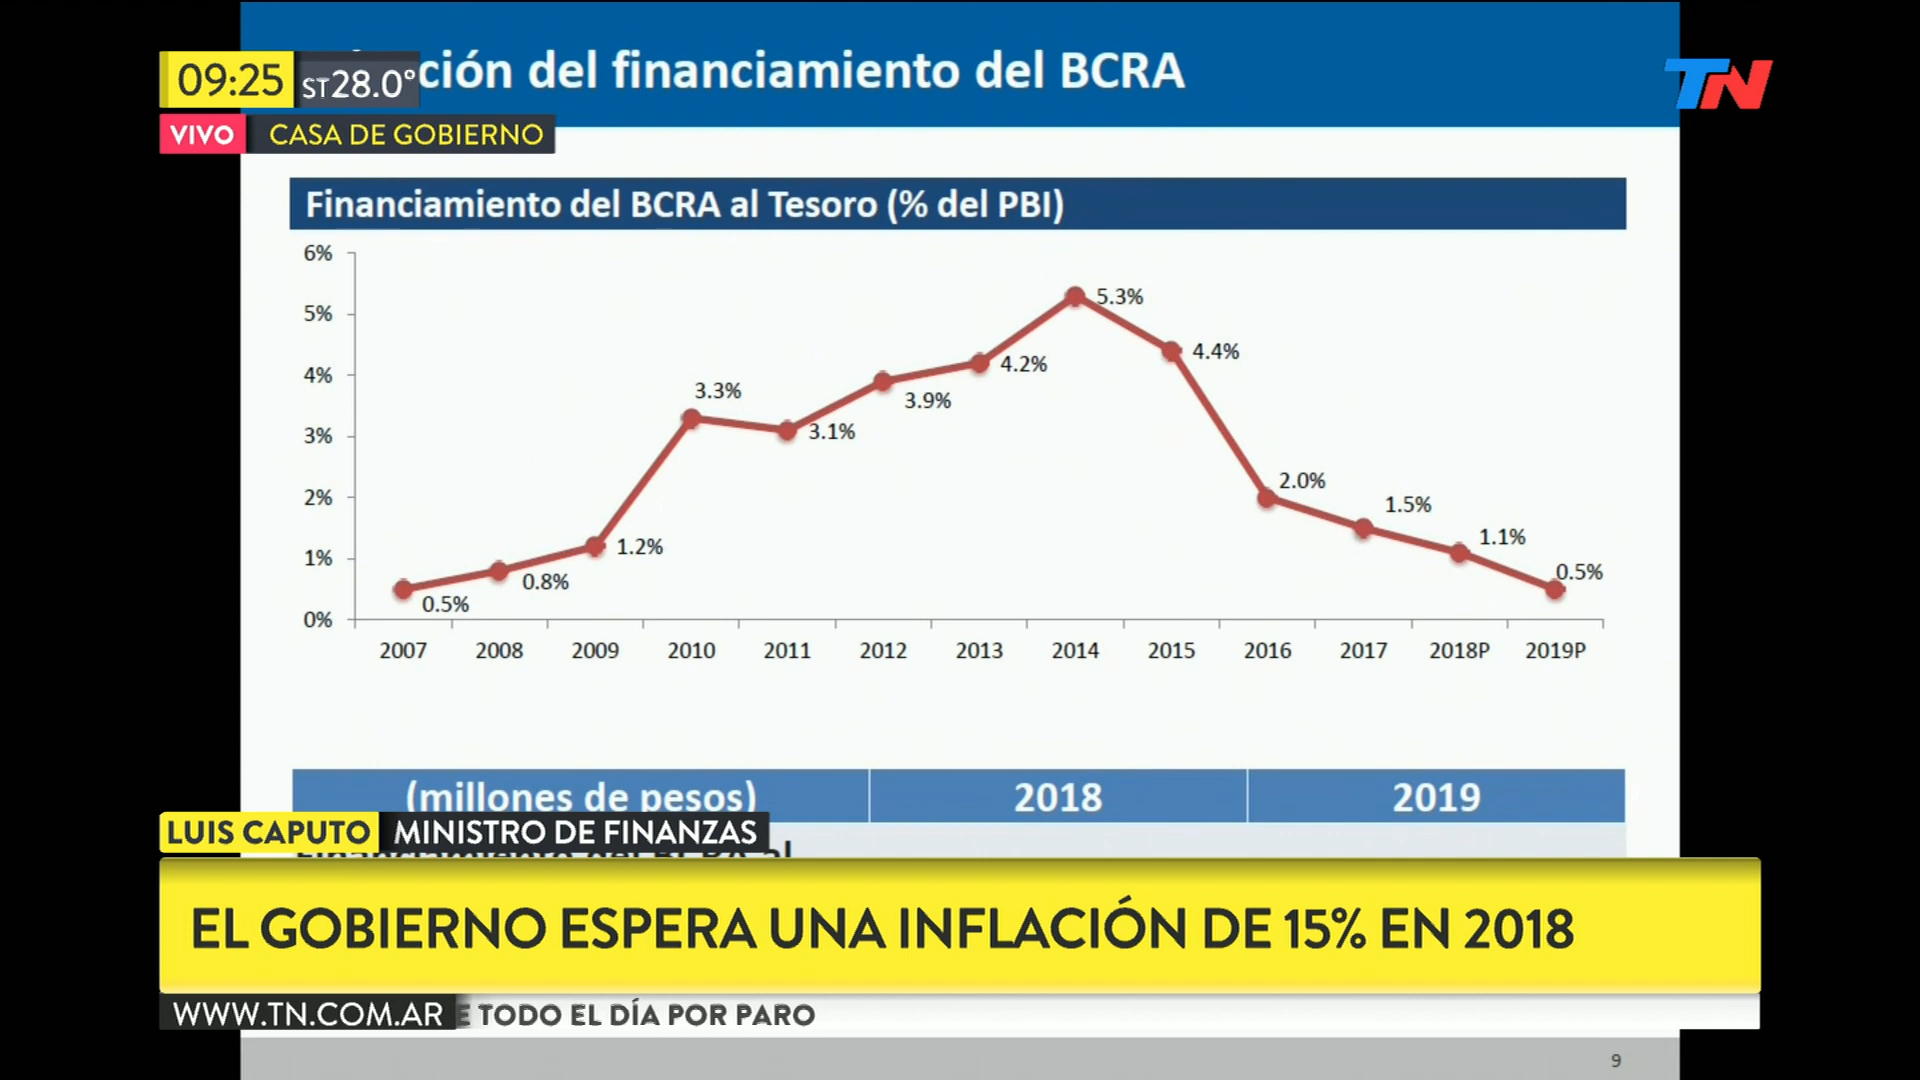 ción del financiamiento del BCRA
09:25
ST28.0°
TN
VIVO
CASA DE GOBIERNO
Financiamiento del BCRA al Tesoro (% del PBI)
6%
5%
4%
3%
2%
1%
0%
0.5%
0.8%
1.2%
3.3%
3.1%
3.9%
4.2%
5.3%
4.4%
2.0%
1.5%
1.1%
0.5%
2007 2008 2009 2010 2011 2012 2013 2014 2015 2016 2017 2018P 2019P
(millones de pesos) 2018 2019
Financiamiento del BCRA al
LUIS CAPUTO MINISTRO DE FINANZAS
EL GOBIERNO ESPERA UNA INFLACIÓN DE 15% EN 2018
WWW.TN.COM.AR E TODO EL DÍA POR PARO
9